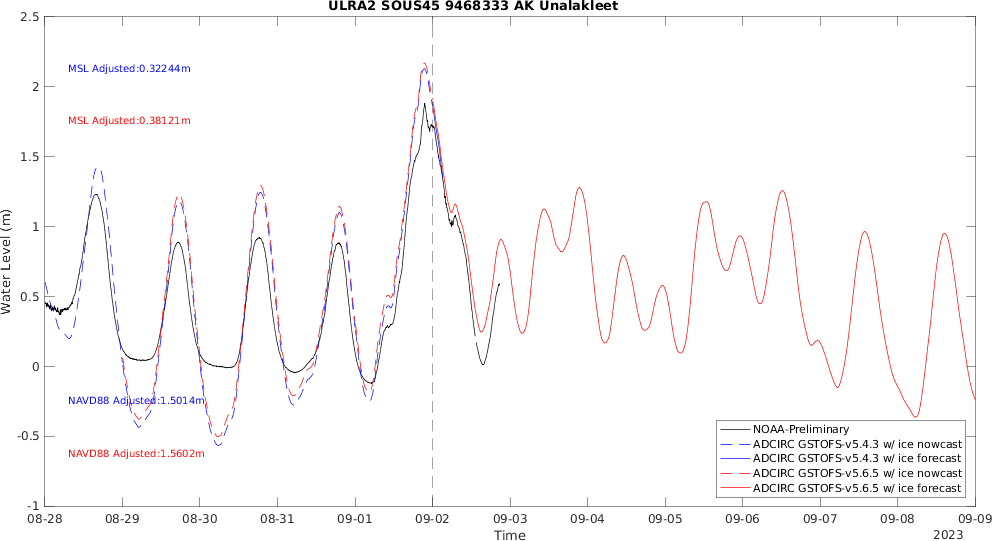 ULRA2 SOUS45 9468333 AK Unalakleet
2.5
2
1.5
1
0.5
0
-0.5
-1
Water Level (m)
MSL Adjusted:0.32244m
MSL Adjusted:0.38121m
NAVD88 Adjusted:1.5014m
NAVD88 Adjusted:1.5602m
NOAA-Preliminary
ADCIRC GSTOFS-v5.4.3 w/ ice nowcast
ADCIRC GSTOFS-v5.4.3 w/ ice forecast
ADCIRC GSTOFS-v5.6.5 w/ ice nowcast
ADCIRC GSTOFS-v5.6.5 w/ ice forecast
08-28 08-29 08-30 08-31 09-01 09-02 09-03 09-04 09-05 09-06 09-07 09-08 09-09
Time
2023